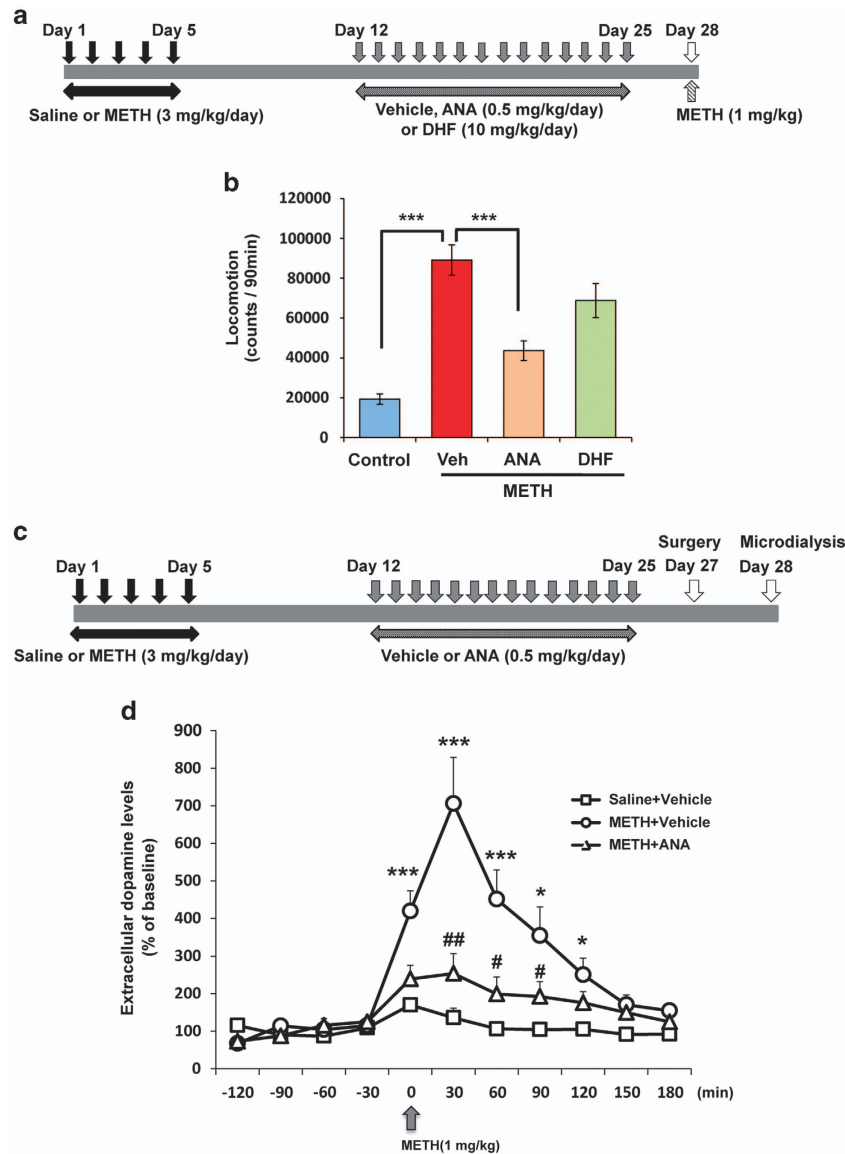 a
Day 1 Day 5 Day 12 Day 25 Day 28
Saline or METH (3 mg/kg/day)
Vehicle, ANA (0.5 mg/kg/day)
or DHF (10 mg/kg/day)
METH (1 mg/kg)
b
Locomotion
(counts / 90min)
120000
100000
80000
60000
40000
20000
0
*** ***
Control Veh ANA DHF
METH
c
Surgery Microdialysis
Day 1 Day 5 Day 12 Day 25 Day 27 Day 28
Saline or METH (3 mg/kg/day)
Vehicle or ANA (0.5 mg/kg/day)
d
Extracellular dopamine levels
(% of baseline)
900
800
700
600
500
400
300
200
100
0
***
***
***
*
*
##
#
#
Saline+Vehicle
METH+Vehicle
METH+ANA
-120 -90 -60 -30 0 30 60 90 120 150 180 (min)
METH(1 mg/kg)